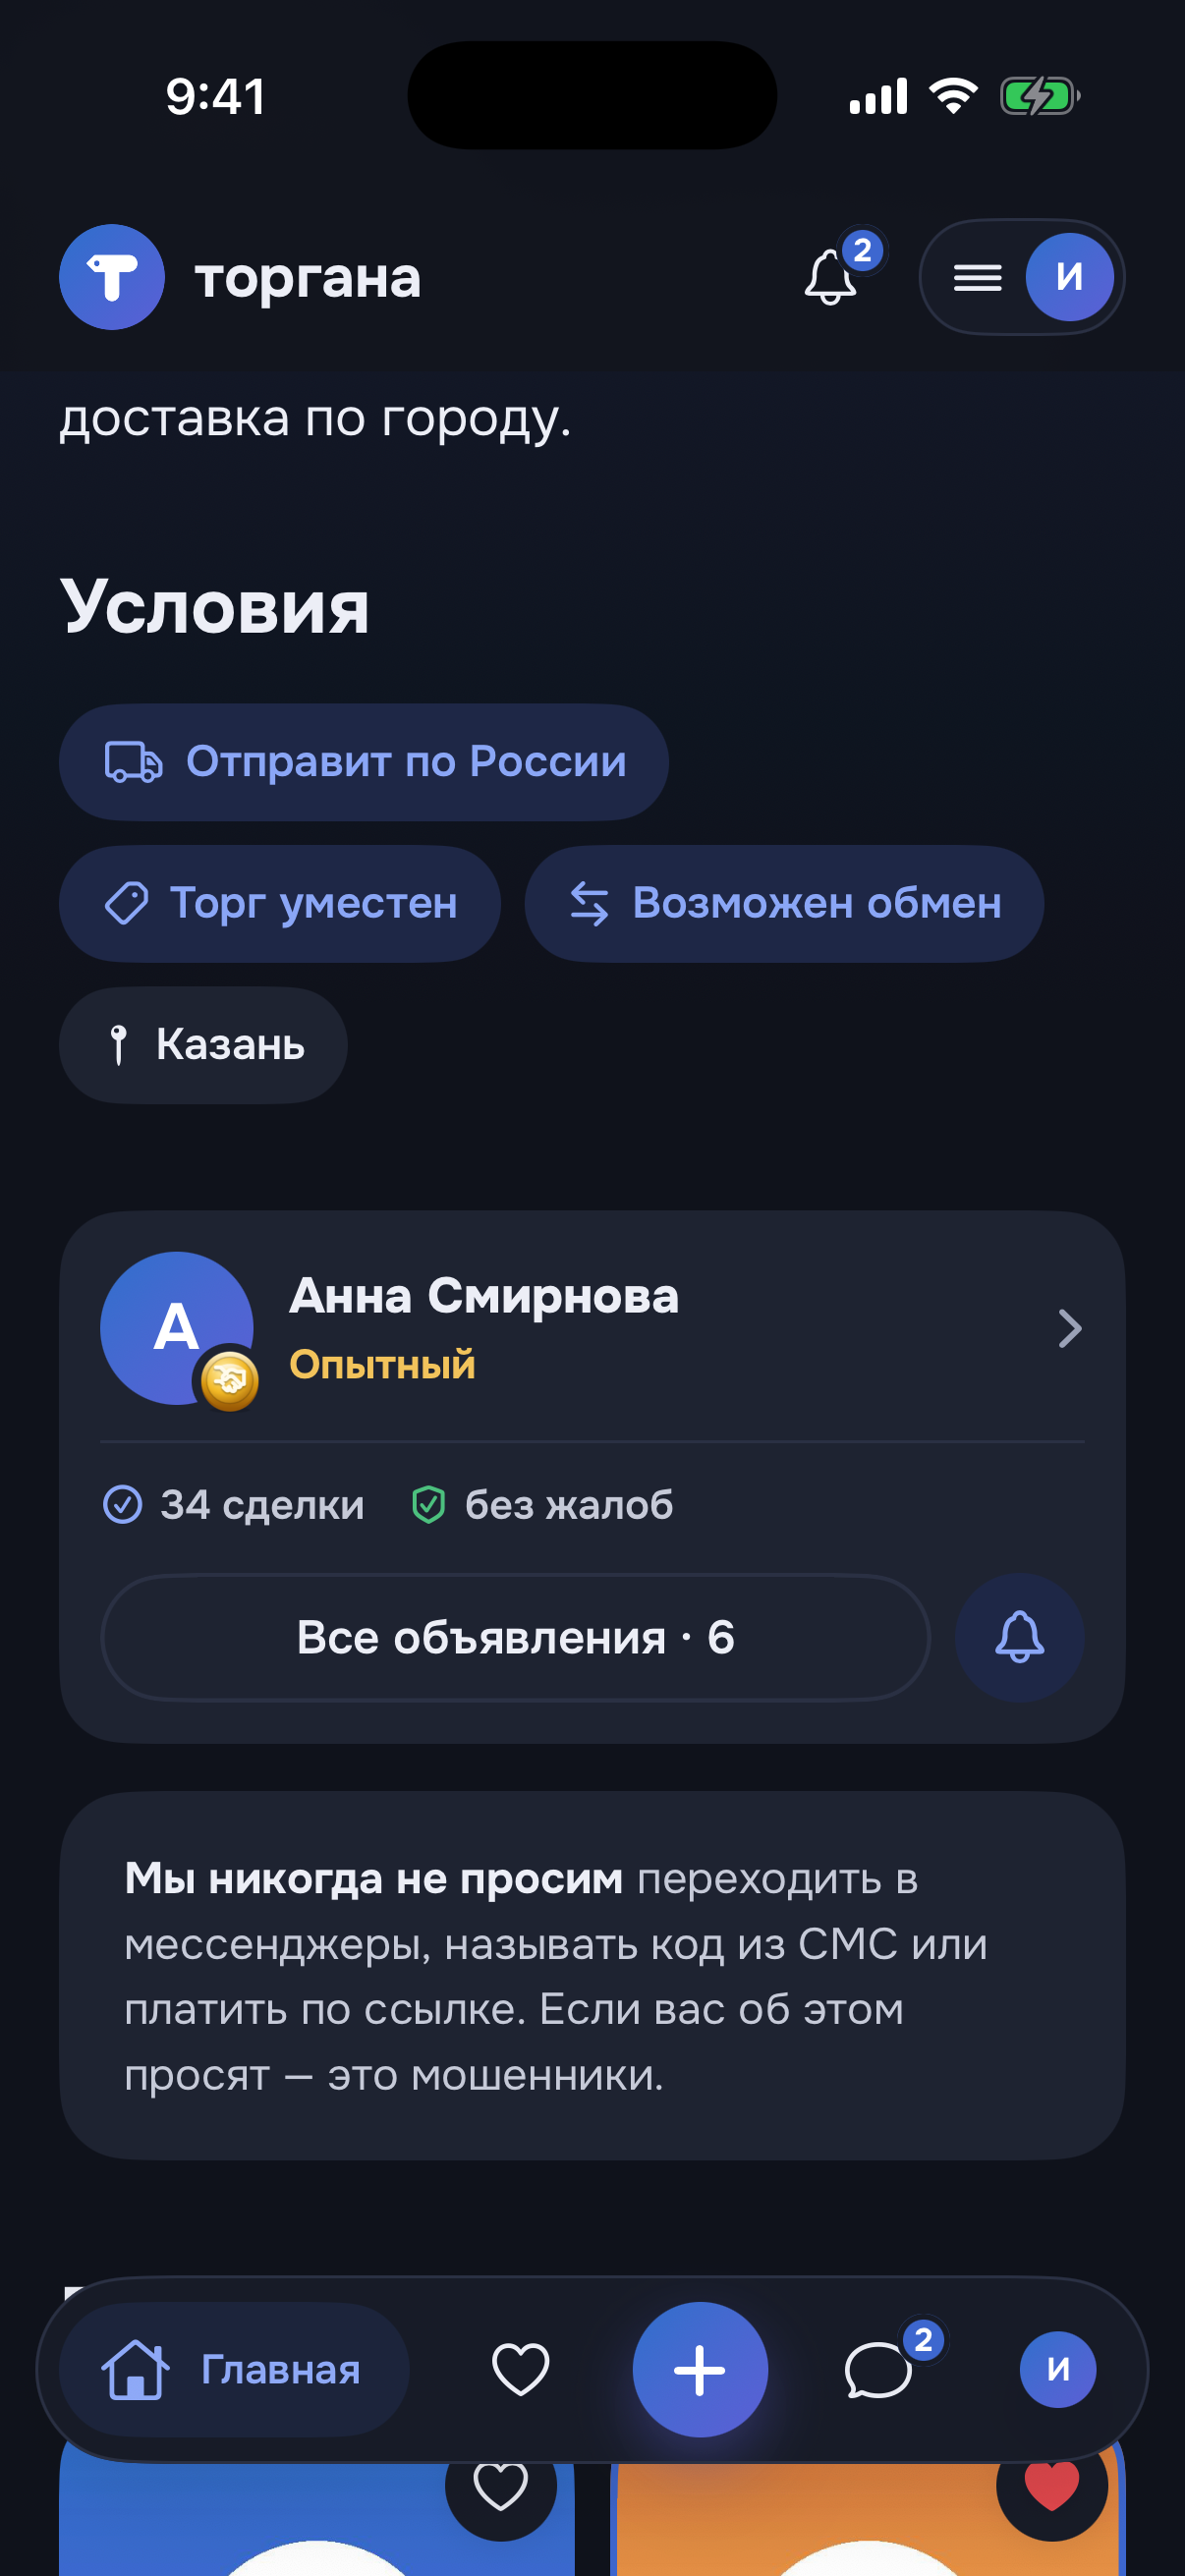 9:41
торгана
2
И
доставка по городу.
Условия
Отправит по России
Торг уместен
Возможен обмен
Казань
А
Анна Смирнова
Опытный
34 сделки
без жалоб
Все объявления · 6
Мы никогда не просим переходить в
мессенджеры, называть код из СМС или
платить по ссылке. Если вас об этом
просят — это мошенники.
Главная
2
И